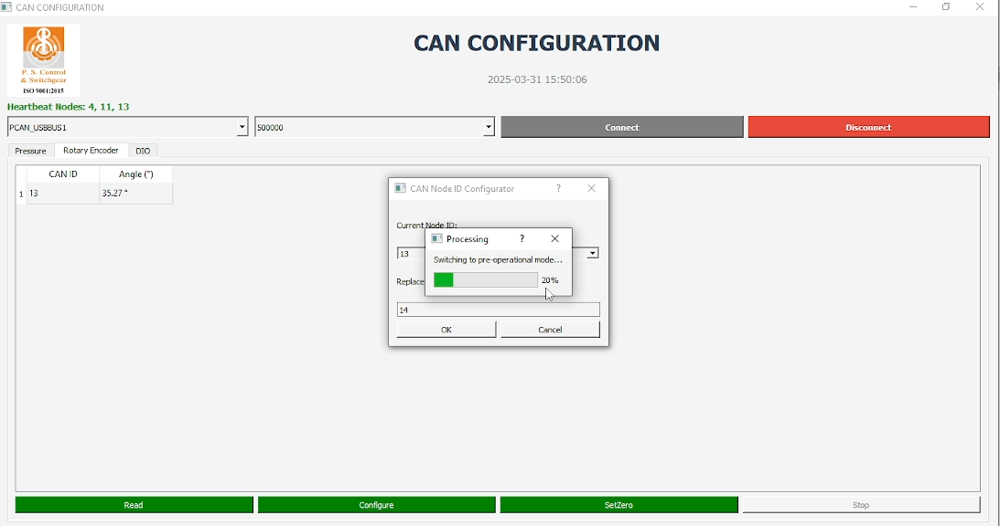 CAN CONFIGURATION
P. S. Control
& Switchgear
ISO 9001:2015
CAN CONFIGURATION
2025-03-31 15:50:06
Heartbeat Nodes: 4, 11, 13
PCAN_USBBUS1
500000
Connect
Disconnect
Pressure
Rotary Encoder
DIO
CAN ID
Angle (°)
1
13
35.27 °
CAN Node ID Configurator
?
Current Node ID:
13
Processing
?
Switching to pre-operational mode...
20%
Replace
14
OK
Cancel
Read
Configure
SetZero
Stop